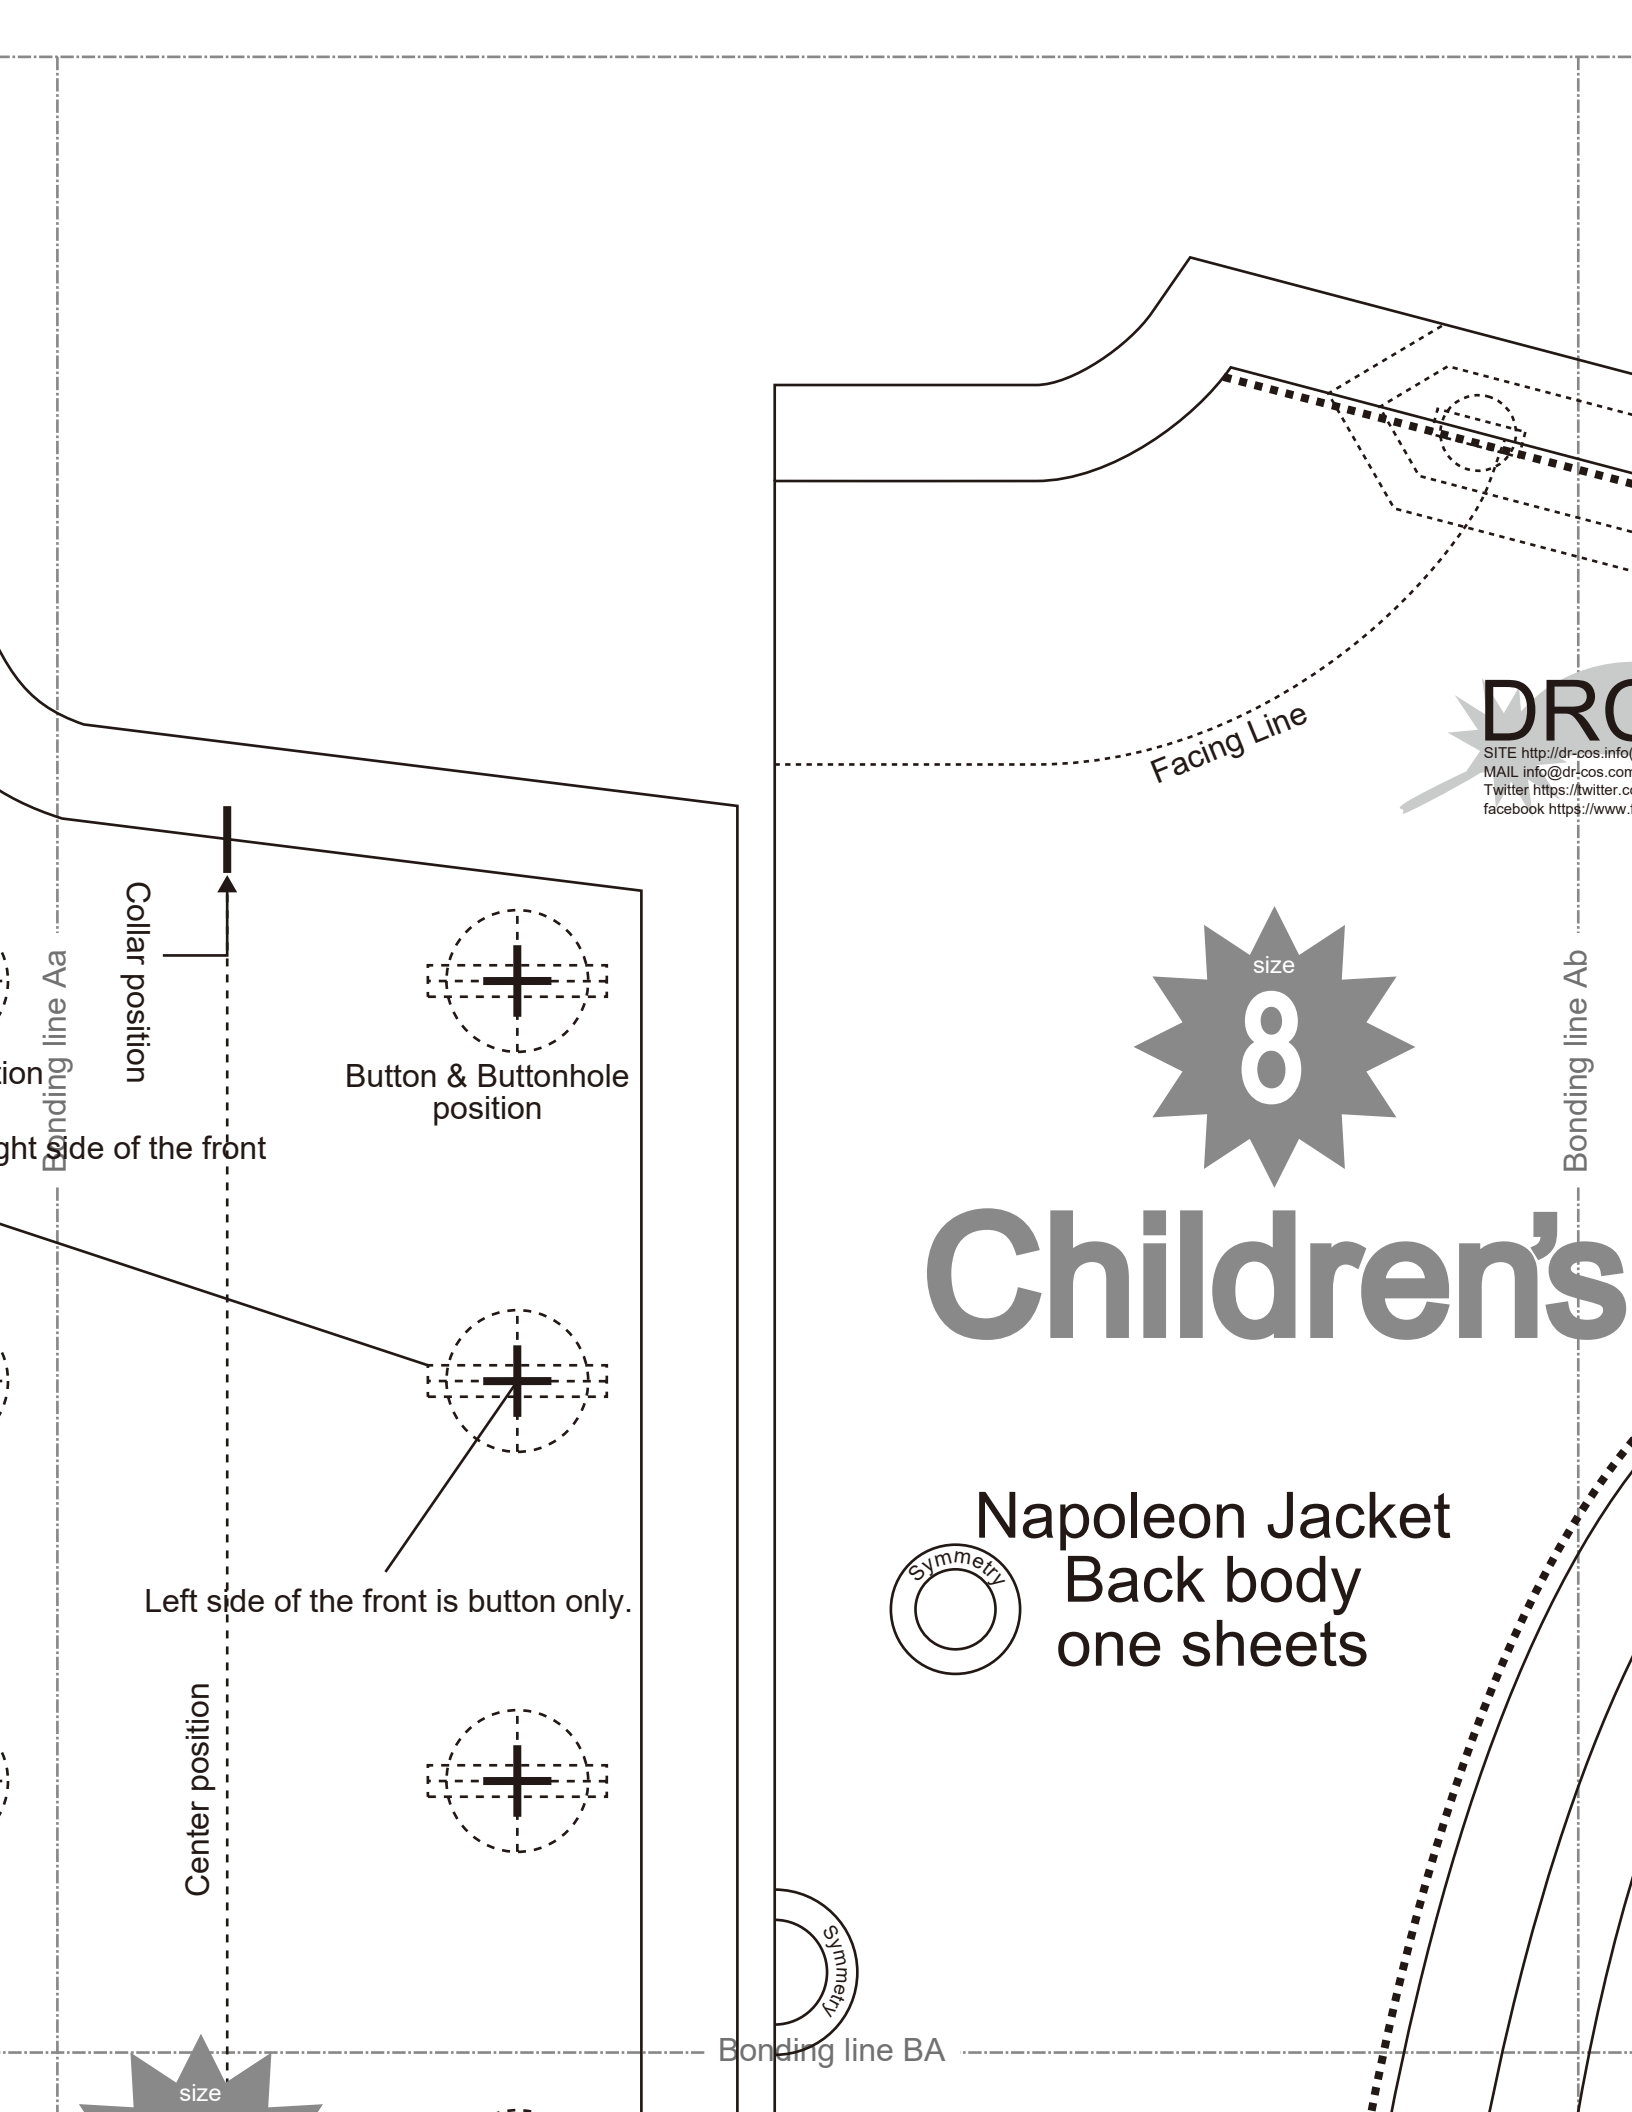 Facing Line
DRC
SITE http://dr-cos.info(
MAIL info@dr-cos.com
Twitter https://twitter.co
facebook https://www.f
Collar position
Bonding line Aa
tion
ght side of the front
Button & Buttonhole
position
size
8
Bonding line Ab
Children's
Left side of the front is button only.
Napoleon Jacket
Back body
one sheets
Symmetry
Center position
Symmetry
Bonding line BA
size